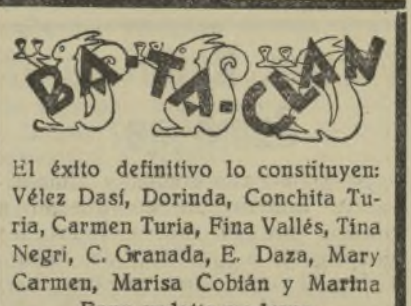 BA-TA-CLAN
El éxito definitivo lo constituyen:
Vélez Dasí, Dorinda, Conchita Tu-
ria, Carmen Turia, Fina Vallés, Tina
Negri, C. Granada, E. Daza, Mary
Carmen, Marisa Cobián y Marina